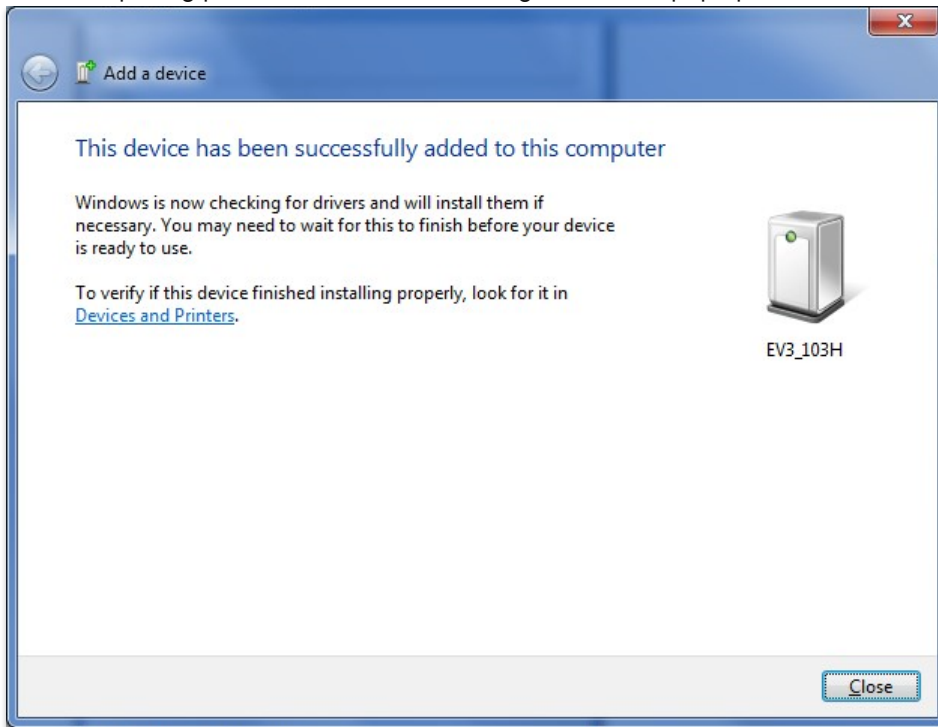 Add a device
This device has been successfully added to this computer
Windows is now checking for drivers and will install them if
necessary. You may need to wait for this to finish before your device
is ready to use.
To verify if this device finished installing properly, look for it in
Devices and Printers.
EV3_103H
Close